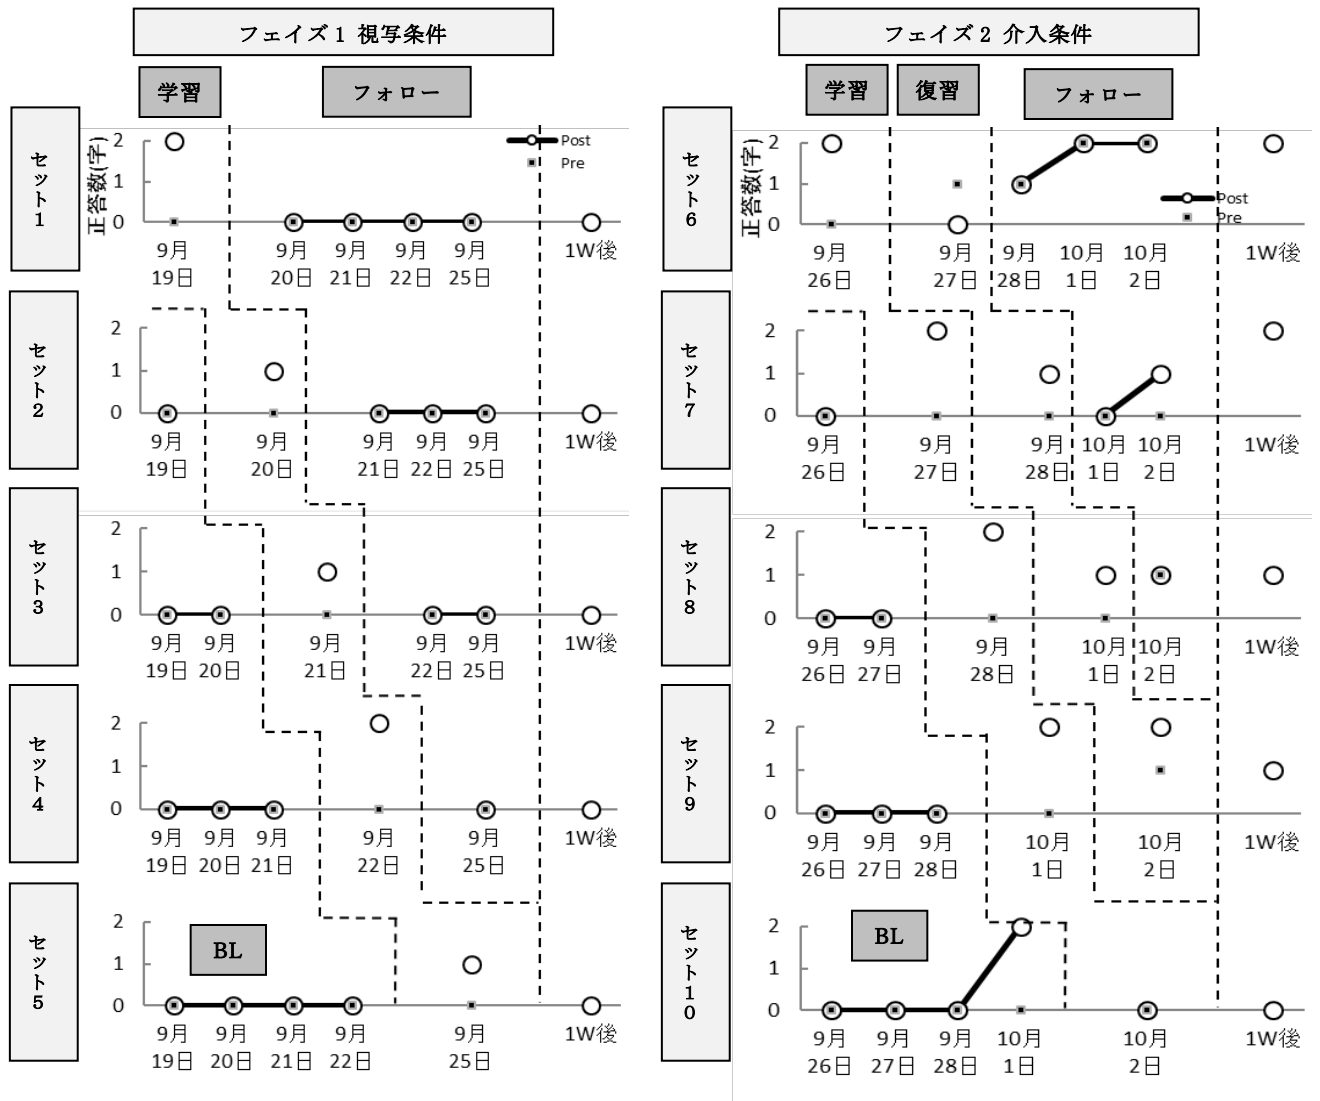 フェイズ1 視写条件
学習
フォロー
セット1
正答数(字)
2
1
0
Post
Pre
9月 9月 9月 9月 9月 1W後
19日 20日 21日 22日 25日
セット2
2
1
0
9月 9月 9月 9月 9月 1W後
19日 20日 21日 22日 25日
セット3
2
1
0
9月 9月 9月 9月 9月 1W後
19日 20日 21日 22日 25日
セット4
2
1
0
9月 9月 9月 9月 9月 1W後
19日 20日 21日 22日 25日
セット5
BL
2
1
0
9月 9月 9月 9月 9月 1W後
19日 20日 21日 22日 25日
フェイズ2 介入条件
学習
復習
フォロー
セット6
正答数(字)
2
1
0
Post
Pre
9月 9月 9月 10月 10月 1W後
26日 27日 28日 1日 2日
セット7
2
1
0
9月 9月 9月 10月 10月 1W後
26日 27日 28日 1日 2日
セット8
2
1
0
9月 9月 9月 10月 10月 1W後
26日 27日 28日 1日 2日
セット9
2
1
0
9月 9月 9月 10月 10月 1W後
26日 27日 28日 1日 2日
セット10
BL
2
1
0
9月 9月 9月 10月 10月 1W後
26日 27日 28日 1日 2日